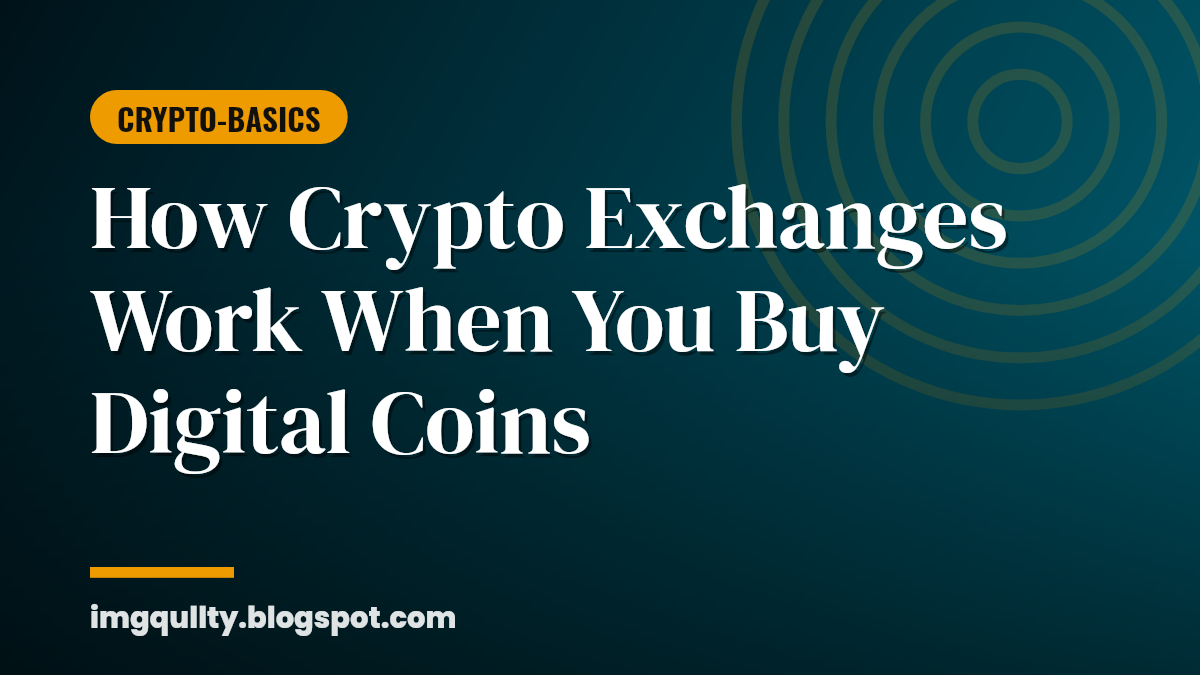 CRYPTO-BASICS
How Crypto Exchanges
Work When You Buy
Digital Coins
imgqullty.blogspot.com